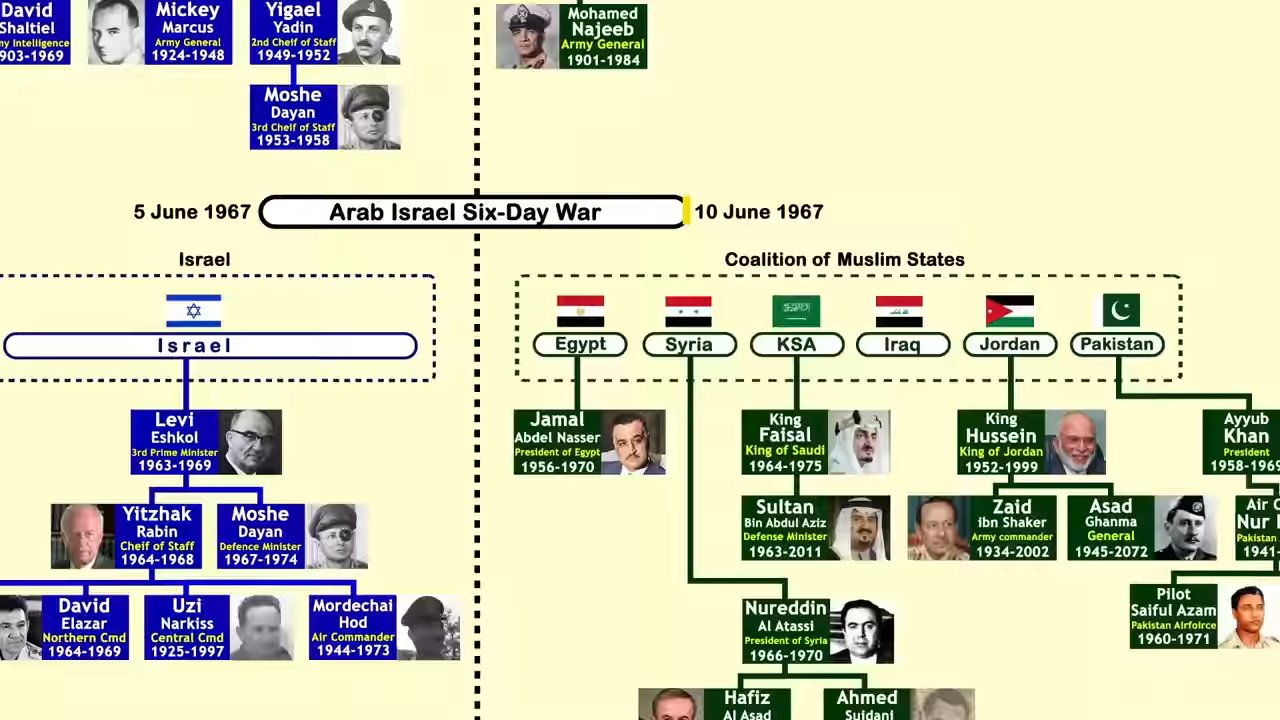 David
Shaltiel
Intelligence
903-1969
Mickey
Marcus
Army General
1924-1948
Yigael
Yadin
2nd Cheif of Staff
1949-1952
Moshe
Dayan
3rd Cheif of Staff
1953-1958
Mohamed
Najeeb
Army General
1901-1984
5 June 1967
Arab Israel Six-Day War
10 June 1967
Israel
Israel
Levi
Eshkol
3rd Prime Minister
1963-1969
Yitzhak
Rabin
Cheif of Staff
1964-1968
Moshe
Dayan
Defence Minister
1967-1974
David
Elazar
Northern Cmd
1964-1969
Uzi
Narkiss
Central Cmd
1925-1997
Mordechai
Hod
Air Commander
1944-1973
Coalition of Muslim States
Egypt
Syria
KSA
Iraq
Jordan
Pakistan
Jamal
Abdel Nasser
President of Egypt
1956-1970
King
Faisal
King of Saudi
1964-1975
Sultan
Bin Abdul Aziz
Defense Minister
1963-2011
King
Hussein
King of Jordan
1952-1999
Zaid
ibn Shaker
Army commander
1934-2002
Asad
Ghanma
General
1945-2072
Ayyub
Khan
President
1958-1969
Air
Nur
Pakistan
1941-
Pilot
Saiful Azam
Pakistan Airfoirce
1960-1971
Nureddin
Al Atassi
President of Syria
1966-1970
Hafiz
Al Asad
Ahmed
Suidani